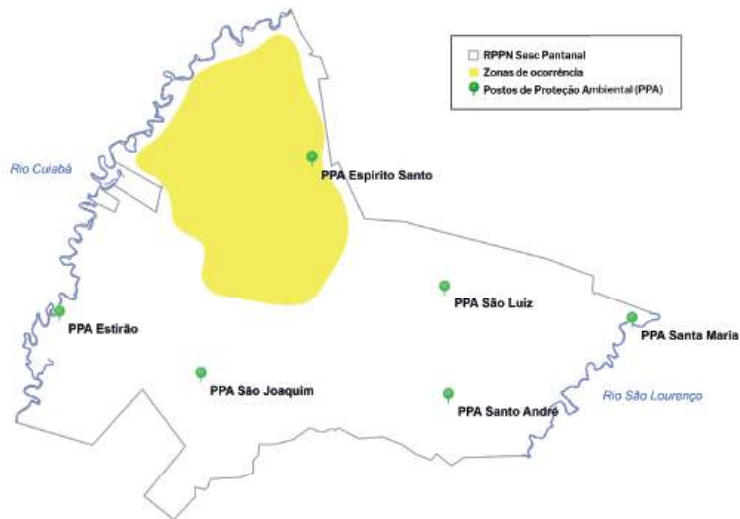 RPPN Sesc Pantanal
Zonas de ocorrência
Postos de Proteção Ambiental (PPA)
Rio Cuiabá
PPA Espírito Santo
PPA São Luiz
PPA Estirão
PPA Santa Maria
PPA São Joaquim
PPA Santo André
Rio São Lourenço